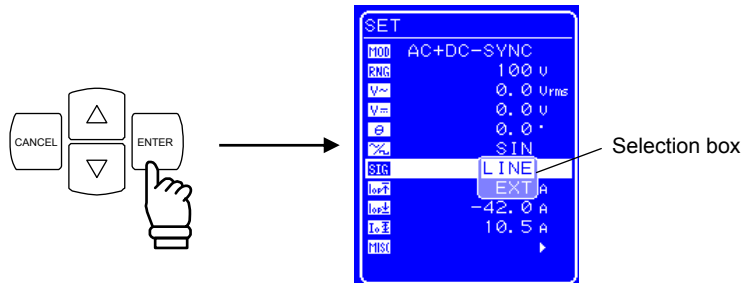 CANCEL
ENTER
SET
MOD AC+DC-SYNC
RNG 100 V
V~ 0.0 Vrms
V⎓ 0.0 V
θ 0.0 °
SIN
SIG LINE
EXT A
-42.0 A
10.5 A
MISC
Selection box